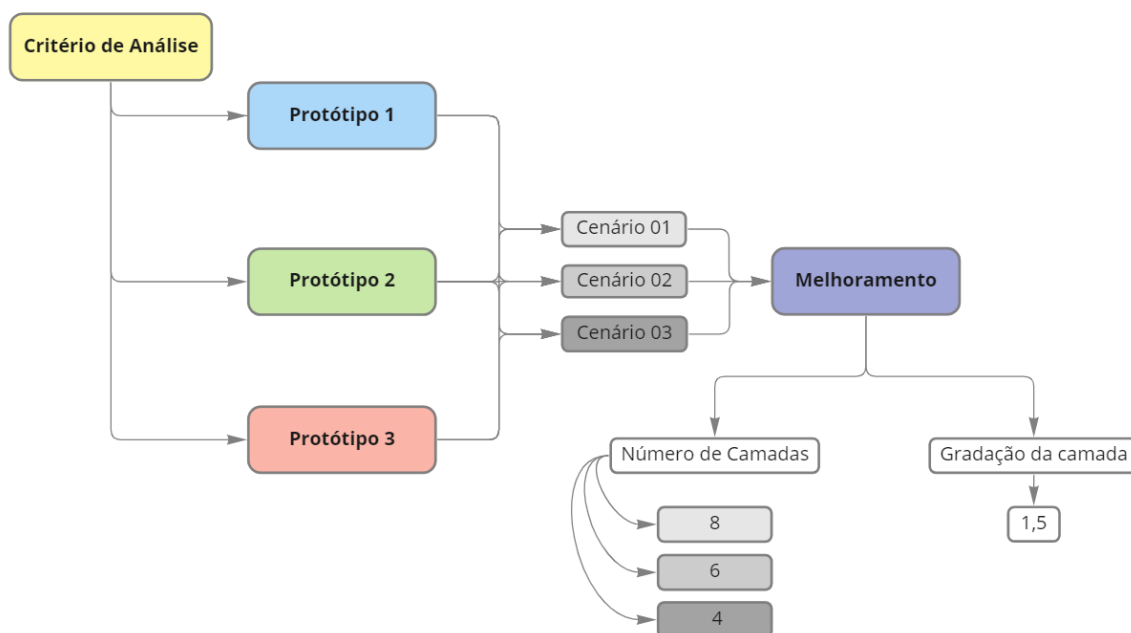 Critério de Análise
Protótipo 1
Protótipo 2
Protótipo 3
Cenário 01
Cenário 02
Cenário 03
Melhoramento
Número de Camadas
8
6
4
Gradação da camada
1,5